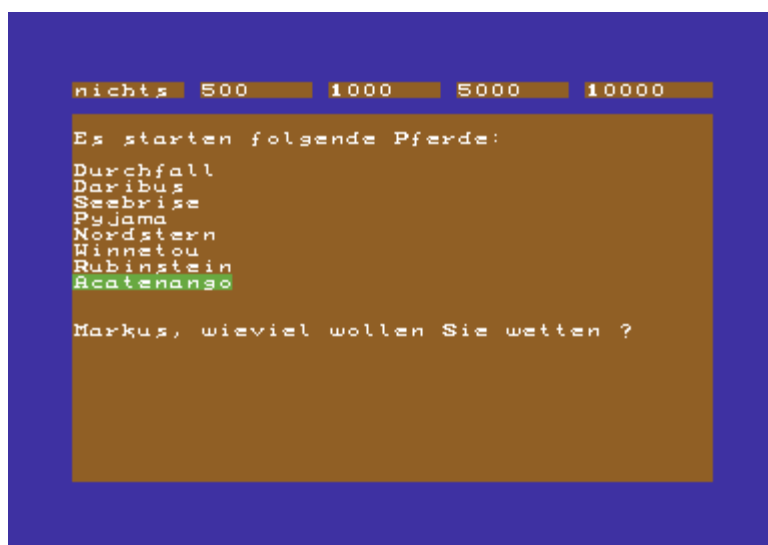 nichts 500 1000 5000 10000
Es starten folgende Pferde:
Durchfall
Daribus
Seebrise
Pyjama
Nordstern
Winnetou
Rubinstein
Acatenango
Markus, wieviel wollen Sie wetten ?